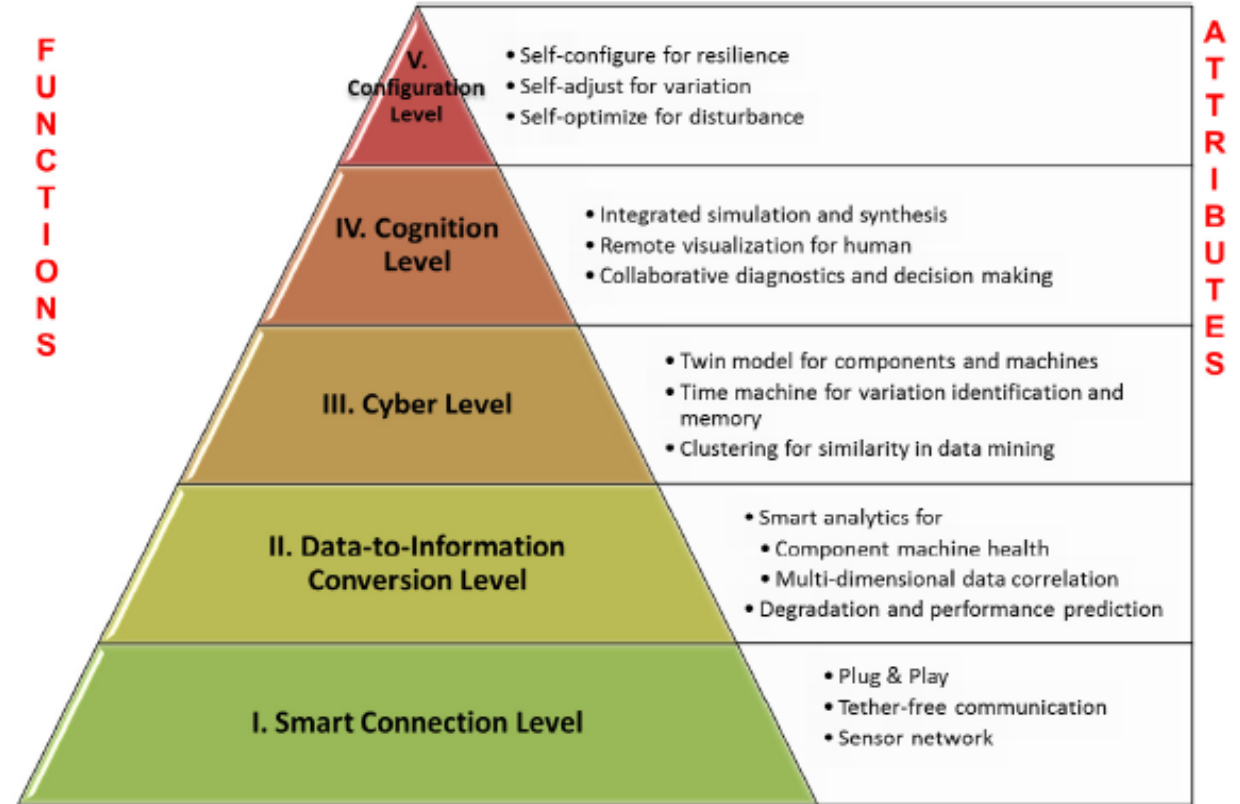 FUNCTIONS
V.
Configuration
Level
• Self-configure for resilience
• Self-adjust for variation
• Self-optimize for disturbance
IV. Cognition
Level
• Integrated simulation and synthesis
• Remote visualization for human
• Collaborative diagnostics and decision making
III. Cyber Level
• Twin model for components and machines
• Time machine for variation identification and
memory
• Clustering for similarity in data mining
II. Data-to-Information
Conversion Level
• Smart analytics for
• Component machine health
• Multi-dimensional data correlation
• Degradation and performance prediction
I. Smart Connection Level
• Plug & Play
• Tether-free communication
• Sensor network
ATTRIBUTES